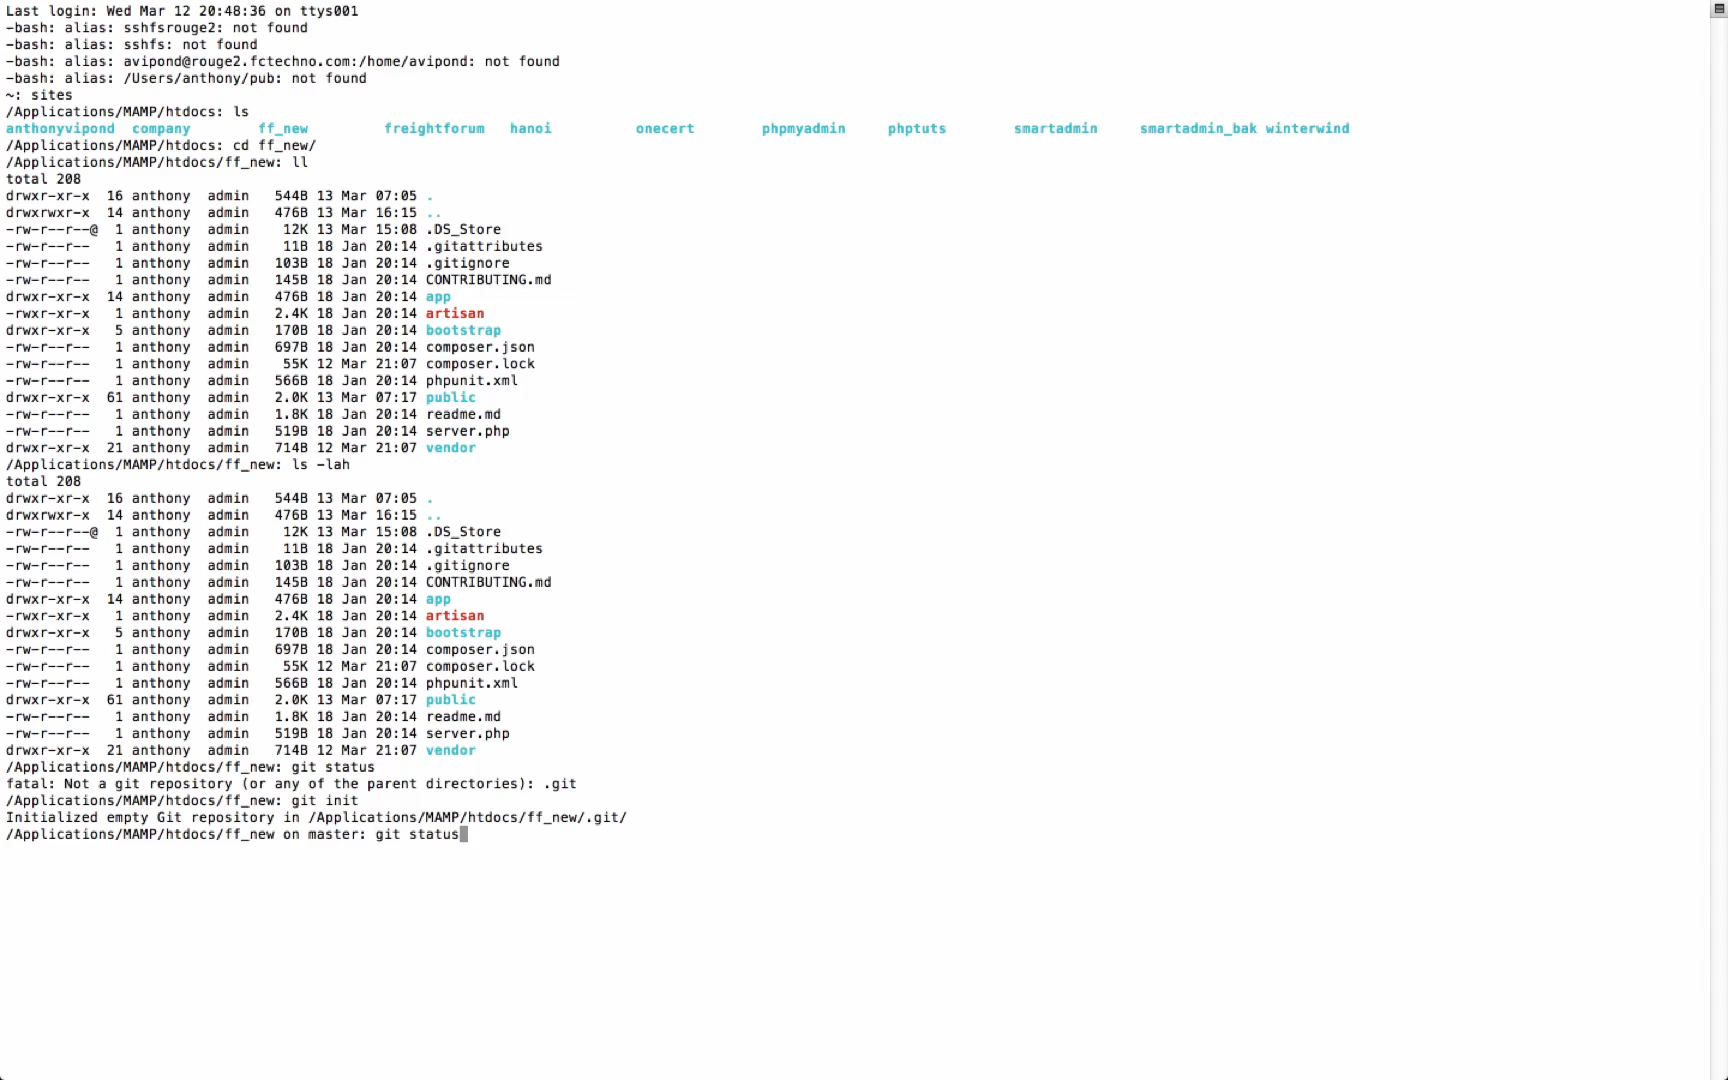 Last login: Wed Mar 12 20:48:36 on ttys001
-bash: alias: sshfsrouge2: not found
-bash: alias: sshfs: not found
-bash: alias: avipond@rouge2.fctechno.com:/home/avipond: not found
-bash: alias: /Users/anthony/pub: not found
~: sites
/Applications/MAMP/htdocs: ls
anthonyvipond company ff_new freightforum hanoi onecert phpmyadmin phptuts smartadmin smartadmin_bak winterwind
/Applications/MAMP/htdocs: cd ff_new/
/Applications/MAMP/htdocs/ff_new: ll
total 208
drwxr-xr-x 16 anthony admin 544B 13 Mar 07:05 .
drwxrwxr-x 14 anthony admin 476B 13 Mar 16:15 ..
-rw-r--r--@ 1 anthony admin 12K 13 Mar 15:08 .DS_Store
-rw-r--r-- 1 anthony admin 11B 18 Jan 20:14 .gitattributes
-rw-r--r-- 1 anthony admin 103B 18 Jan 20:14 .gitignore
-rw-r--r-- 1 anthony admin 145B 18 Jan 20:14 CONTRIBUTING.md
drwxr-xr-x 14 anthony admin 476B 18 Jan 20:14 app
-rwxr-xr-x 1 anthony admin 2.4K 18 Jan 20:14 artisan
drwxr-xr-x 5 anthony admin 170B 18 Jan 20:14 bootstrap
-rw-r--r-- 1 anthony admin 697B 18 Jan 20:14 composer.json
-rw-r--r-- 1 anthony admin 55K 12 Mar 21:07 composer.lock
-rw-r--r-- 1 anthony admin 566B 18 Jan 20:14 phpunit.xml
drwxr-xr-x 61 anthony admin 2.0K 13 Mar 07:17 public
-rw-r--r-- 1 anthony admin 1.8K 18 Jan 20:14 readme.md
-rw-r--r-- 1 anthony admin 519B 18 Jan 20:14 server.php
drwxr-xr-x 21 anthony admin 714B 12 Mar 21:07 vendor
/Applications/MAMP/htdocs/ff_new: ls -lah
total 208
drwxr-xr-x 16 anthony admin 544B 13 Mar 07:05 .
drwxrwxr-x 14 anthony admin 476B 13 Mar 16:15 ..
-rw-r--r--@ 1 anthony admin 12K 13 Mar 15:08 .DS_Store
-rw-r--r-- 1 anthony admin 11B 18 Jan 20:14 .gitattributes
-rw-r--r-- 1 anthony admin 103B 18 Jan 20:14 .gitignore
-rw-r--r-- 1 anthony admin 145B 18 Jan 20:14 CONTRIBUTING.md
drwxr-xr-x 14 anthony admin 476B 18 Jan 20:14 app
-rwxr-xr-x 1 anthony admin 2.4K 18 Jan 20:14 artisan
drwxr-xr-x 5 anthony admin 170B 18 Jan 20:14 bootstrap
-rw-r--r-- 1 anthony admin 697B 18 Jan 20:14 composer.json
-rw-r--r-- 1 anthony admin 55K 12 Mar 21:07 composer.lock
-rw-r--r-- 1 anthony admin 566B 18 Jan 20:14 phpunit.xml
drwxr-xr-x 61 anthony admin 2.0K 13 Mar 07:17 public
-rw-r--r-- 1 anthony admin 1.8K 18 Jan 20:14 readme.md
-rw-r--r-- 1 anthony admin 519B 18 Jan 20:14 server.php
drwxr-xr-x 21 anthony admin 714B 12 Mar 21:07 vendor
/Applications/MAMP/htdocs/ff_new: git status
fatal: Not a git repository (or any of the parent directories): .git
/Applications/MAMP/htdocs/ff_new: git init
Initialized empty Git repository in /Applications/MAMP/htdocs/ff_new/.git/
/Applications/MAMP/htdocs/ff_new on master: git status